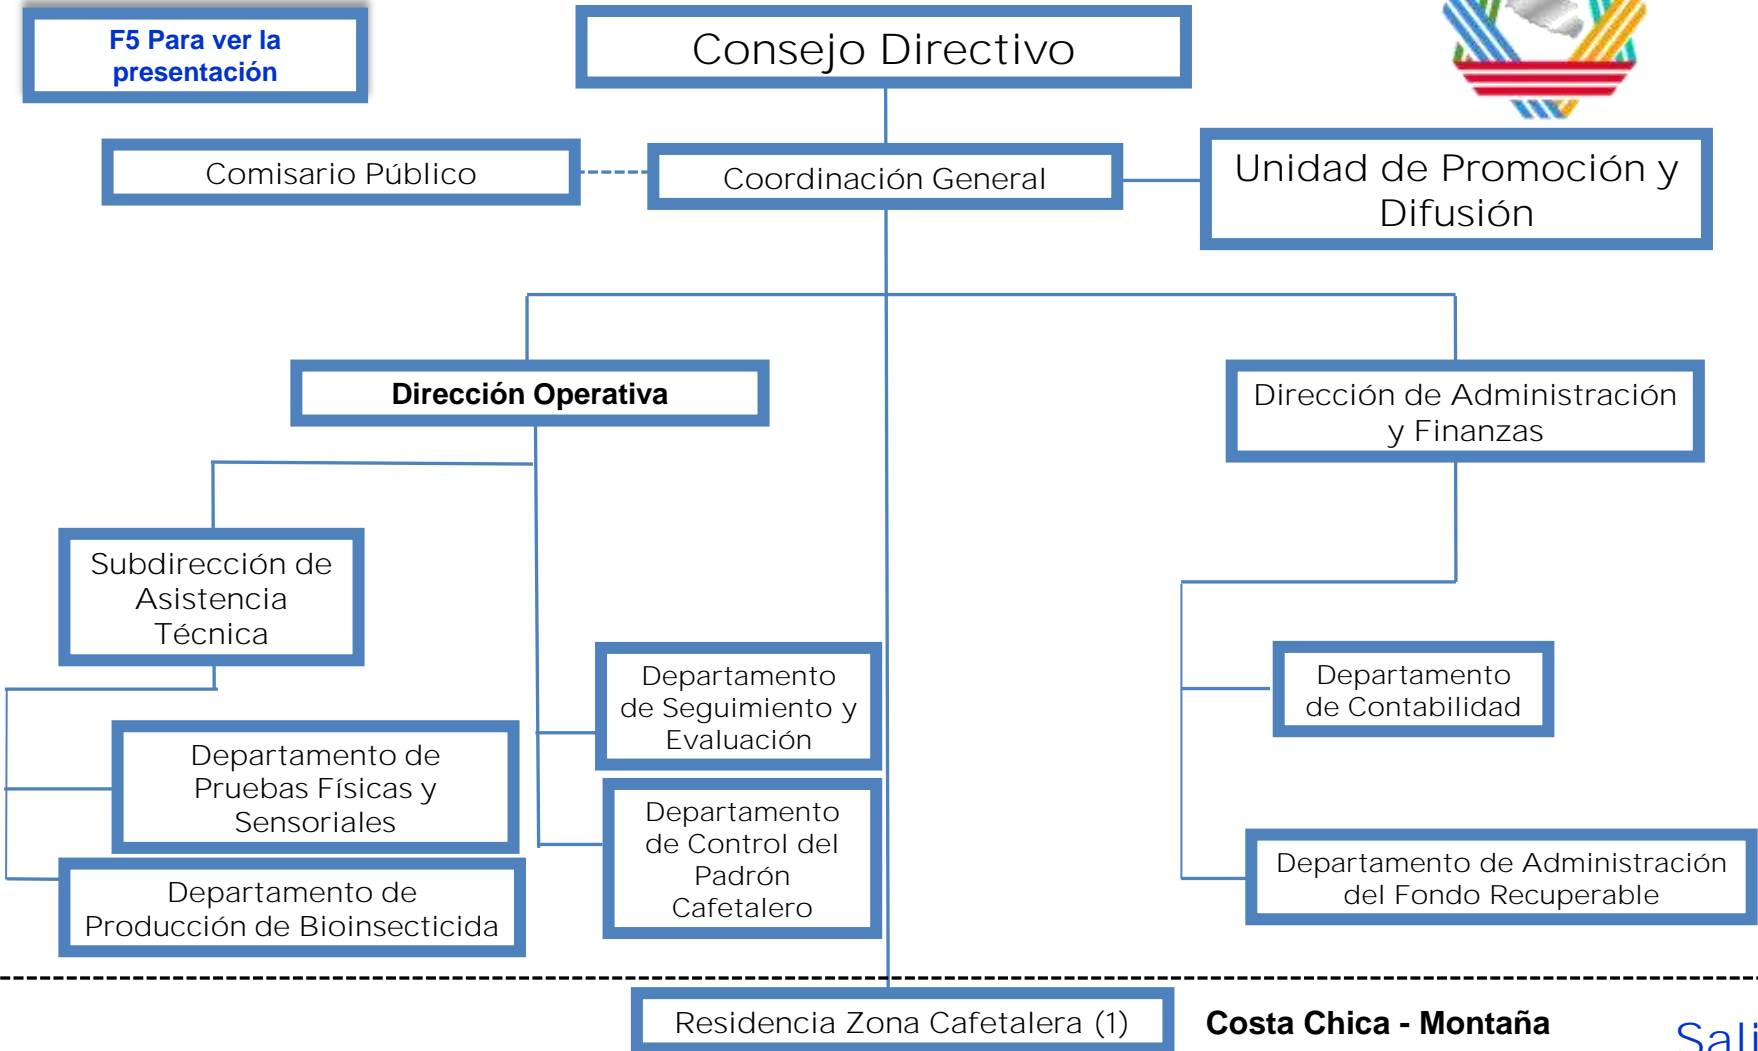 F5 Para ver la
presentación
Consejo Directivo
Comisario Público
Coordinación General
Unidad de Promoción y
Difusión
Dirección Operativa
Dirección de Administración
y Finanzas
Subdirección de
Asistencia
Técnica
Departamento
de Seguimiento y
Evaluación
Departamento
de Contabilidad
Departamento de
Pruebas Físicas y
Sensoriales
Departamento
de Control del
Padrón
Cafetalero
Departamento de Administración
del Fondo Recuperable
Departamento de
Producción de Bioinsecticida
Residencia Zona Cafetalera (1)
Costa Chica - Montaña
Sali